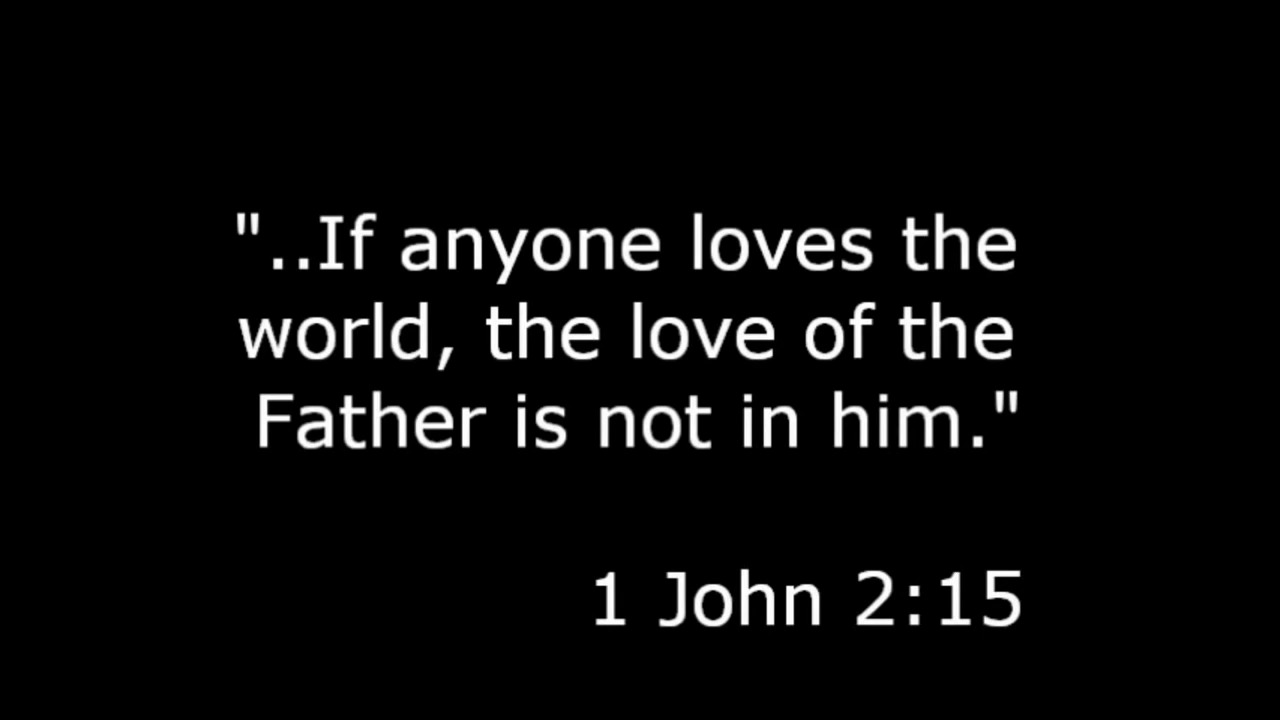 "..If anyone loves the
world, the love of the
Father is not in him."
1 John 2:15